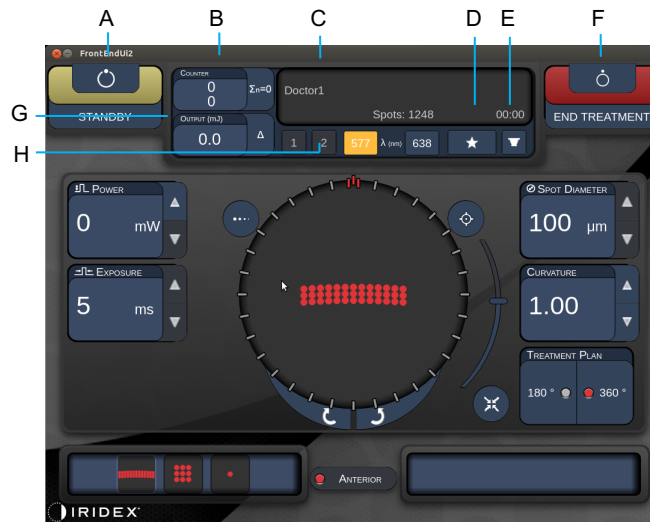 A
B
C
D
E
F
G
H
FrontEndUi2
STANDBY
COUNTER
0
0
Σn=0
OUTPUT (mJ)
0.0
Δ
Doctor1
Spots: 1248
00:00
1
2
577
λ (nm)
638
END TREATMENT
POWER
0
mW
EXPOSURE
5
ms
SPOT DIAMETER
100
µm
CURVATURE
1.00
TREATMENT PLAN
180 °
360 °
ANTERIOR
IRIDEX